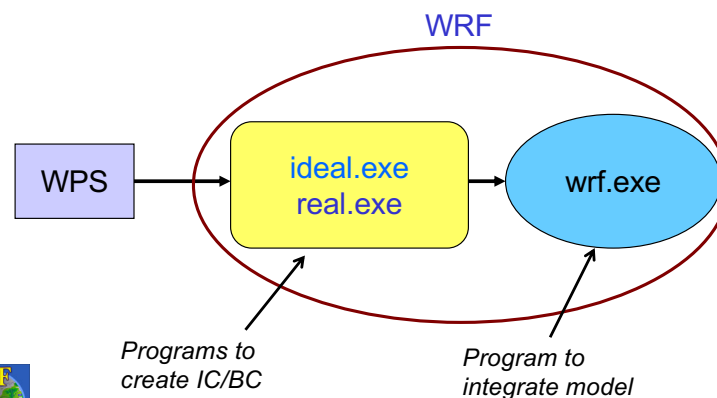 WRF
WPS
ideal.exe
real.exe
wrf.exe
Programs to
create IC/BC
Program to
integrate model